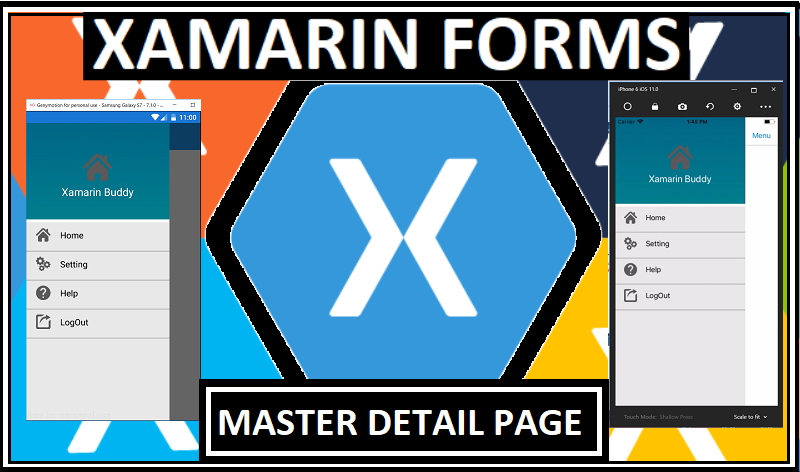 XAMARIN FORMS
Genymotion for personal use - Samsung Galaxy S7 - 7.1.0 - ...
11:00
Xamarin Buddy
Home
Setting
Help
LogOut
iPhone 6 iOS 11.0
Carrier
1:45 PM
Menu
Xamarin Buddy
Home
Setting
Help
LogOut
Touch Mode: Shallow Press
Scale to fit
MASTER DETAIL PAGE